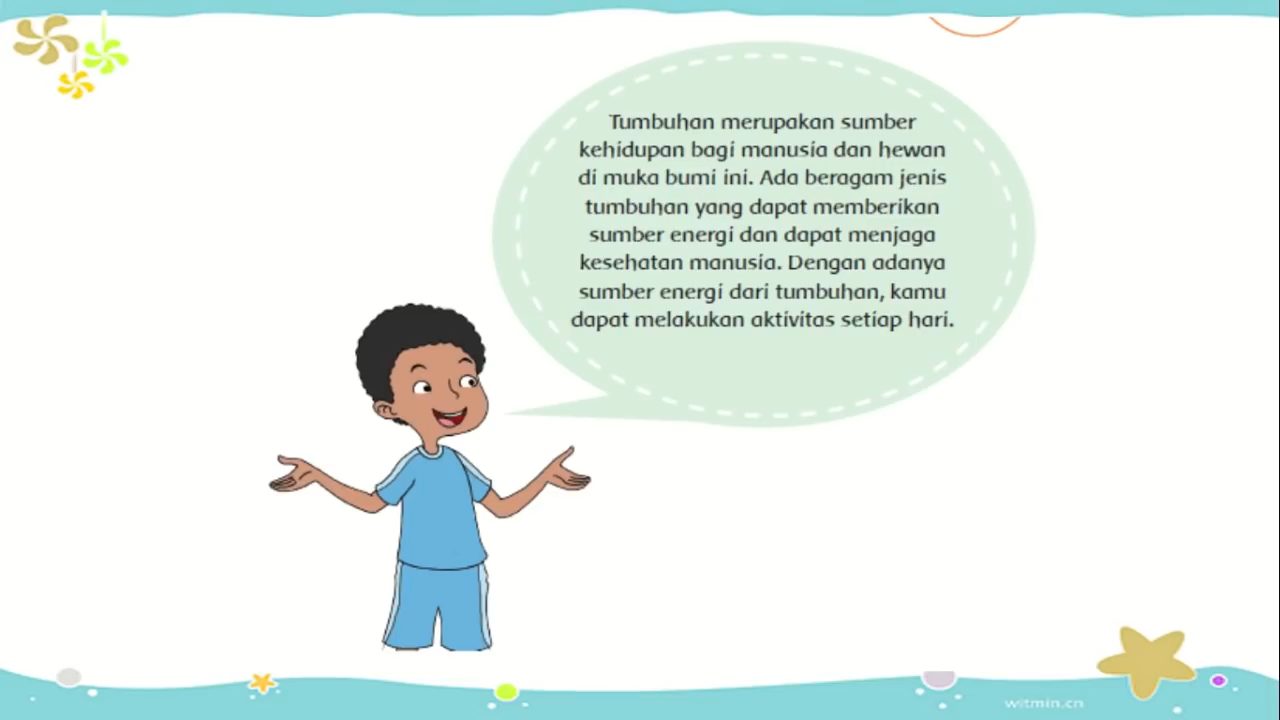 Tumbuhan merupakan sumber
kehidupan bagi manusia dan hewan
di muka bumi ini. Ada beragam jenis
tumbuhan yang dapat memberikan
sumber energi dan dapat menjaga
kesehatan manusia. Dengan adanya
sumber energi dari tumbuhan, kamu
dapat melakukan aktivitas setiap hari.
witmin.cn